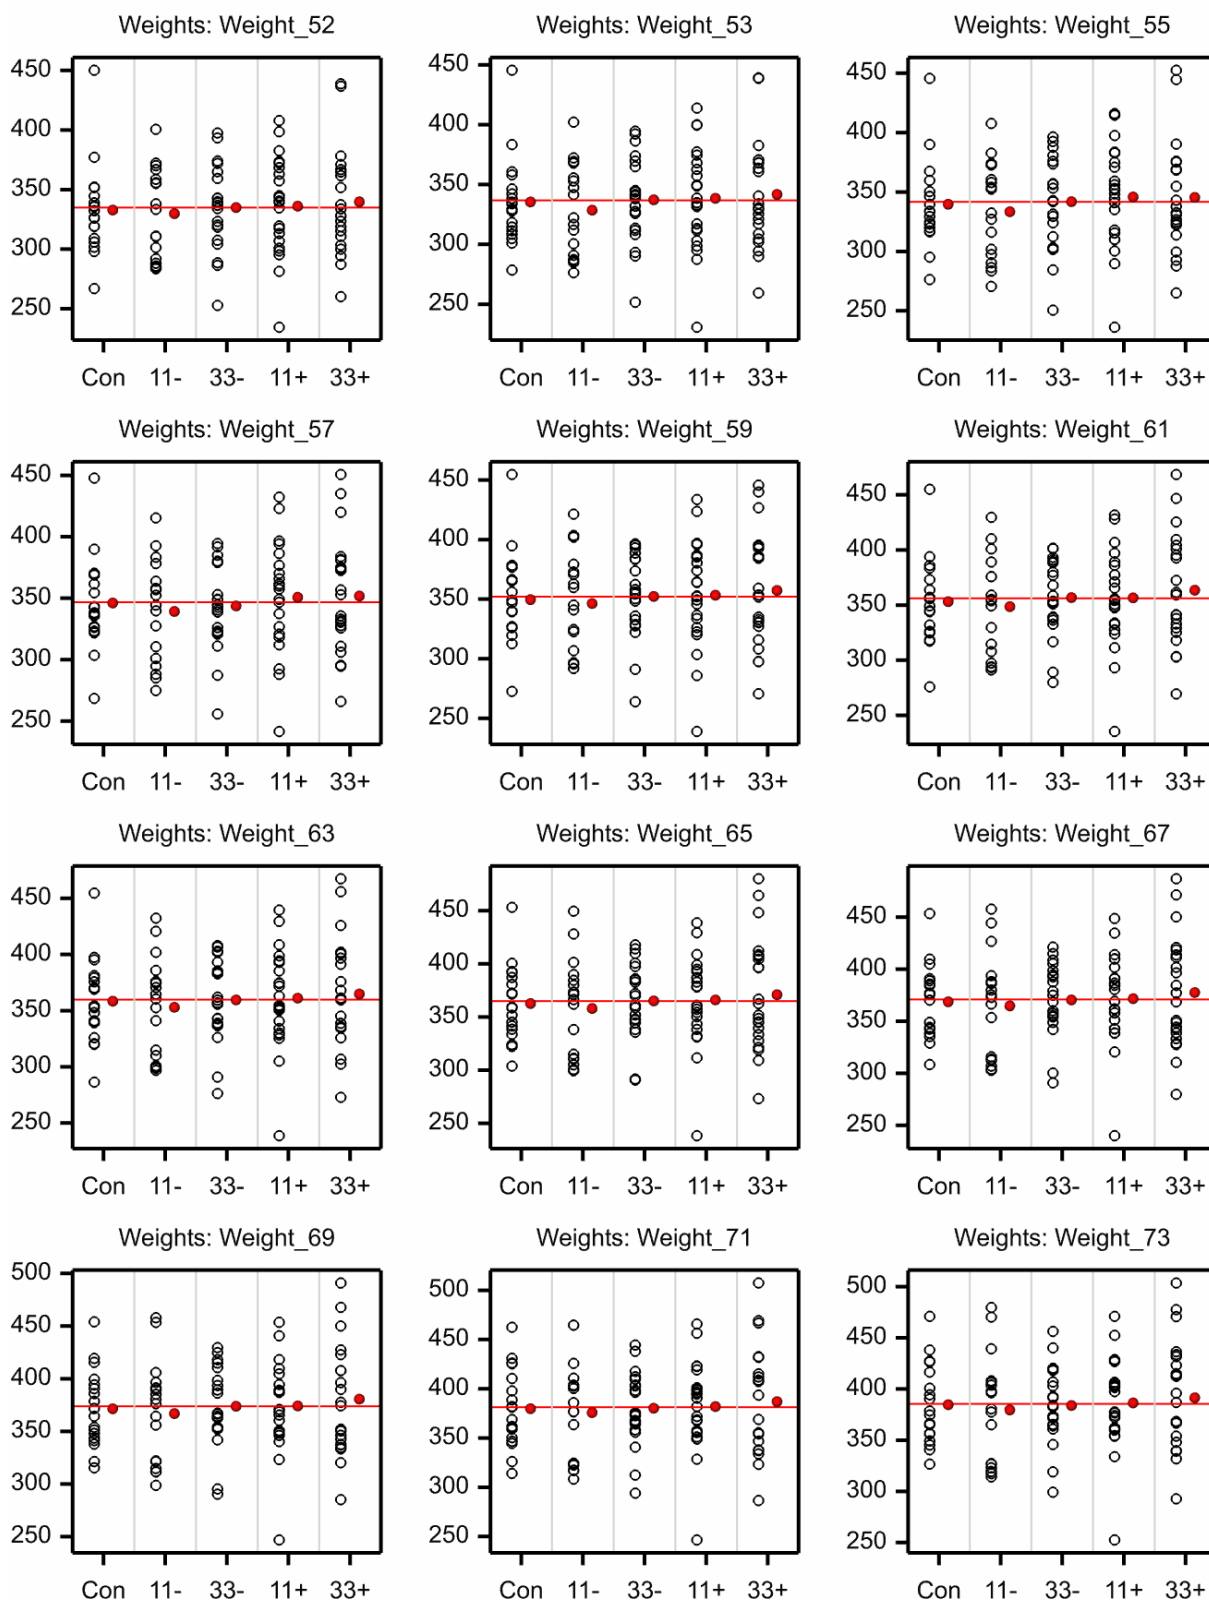 Weights: Weight_52
Weights: Weight_53
Weights: Weight_55
450
400
350
300
250
450
400
350
300
250
450
400
350
300
250
Con 11- 33- 11+ 33+
Con 11- 33- 11+ 33+
Con 11- 33- 11+ 33+
Weights: Weight_57
Weights: Weight_59
Weights: Weight_61
450
400
350
300
250
450
400
350
300
250
450
400
350
300
250
Con 11- 33- 11+ 33+
Con 11- 33- 11+ 33+
Con 11- 33- 11+ 33+
Weights: Weight_63
Weights: Weight_65
Weights: Weight_67
450
400
350
300
250
450
400
350
300
250
450
400
350
300
250
Con 11- 33- 11+ 33+
Con 11- 33- 11+ 33+
Con 11- 33- 11+ 33+
Weights: Weight_69
Weights: Weight_71
Weights: Weight_73
500
450
400
350
300
250
500
450
400
350
300
250
500
450
400
350
300
250
Con 11- 33- 11+ 33+
Con 11- 33- 11+ 33+
Con 11- 33- 11+ 33+